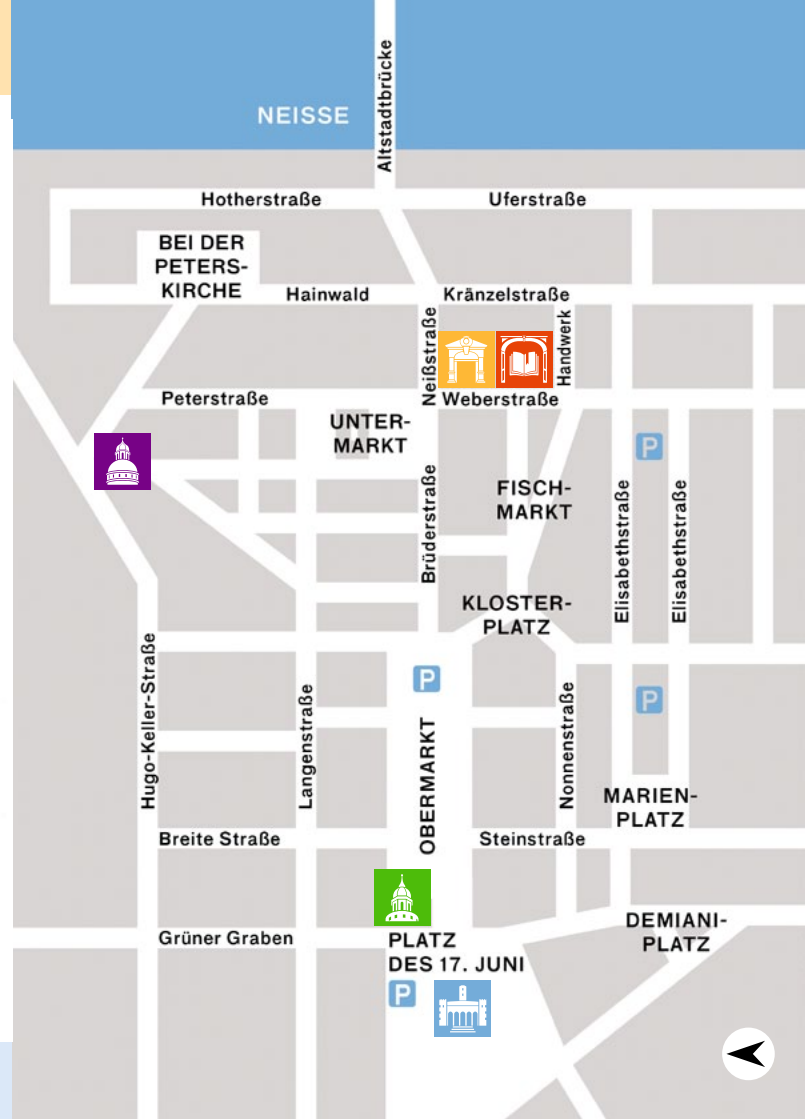 Altstadtbrücke
NEISSE
Hotherstraße
Uferstraße
BEI DER
PETERS-
KIRCHE
Hainwald
Kränzelstraße
Neißstraße
Handwerk
Peterstraße
Weberstraße
UNTER-
MARKT
P
Brüderstraße
FISCH-
MARKT
Elisabethstraße
Elisabethstraße
KLOSTER-
PLATZ
Hugo-Keller-Straße
Langenstraße
P
OBERMARKT
Nonnenstraße
P
MARIEN-
PLATZ
Breite Straße
Steinstraße
Grüner Graben
PLATZ
DES 17. JUNI
DEMIANI-
PLATZ
P